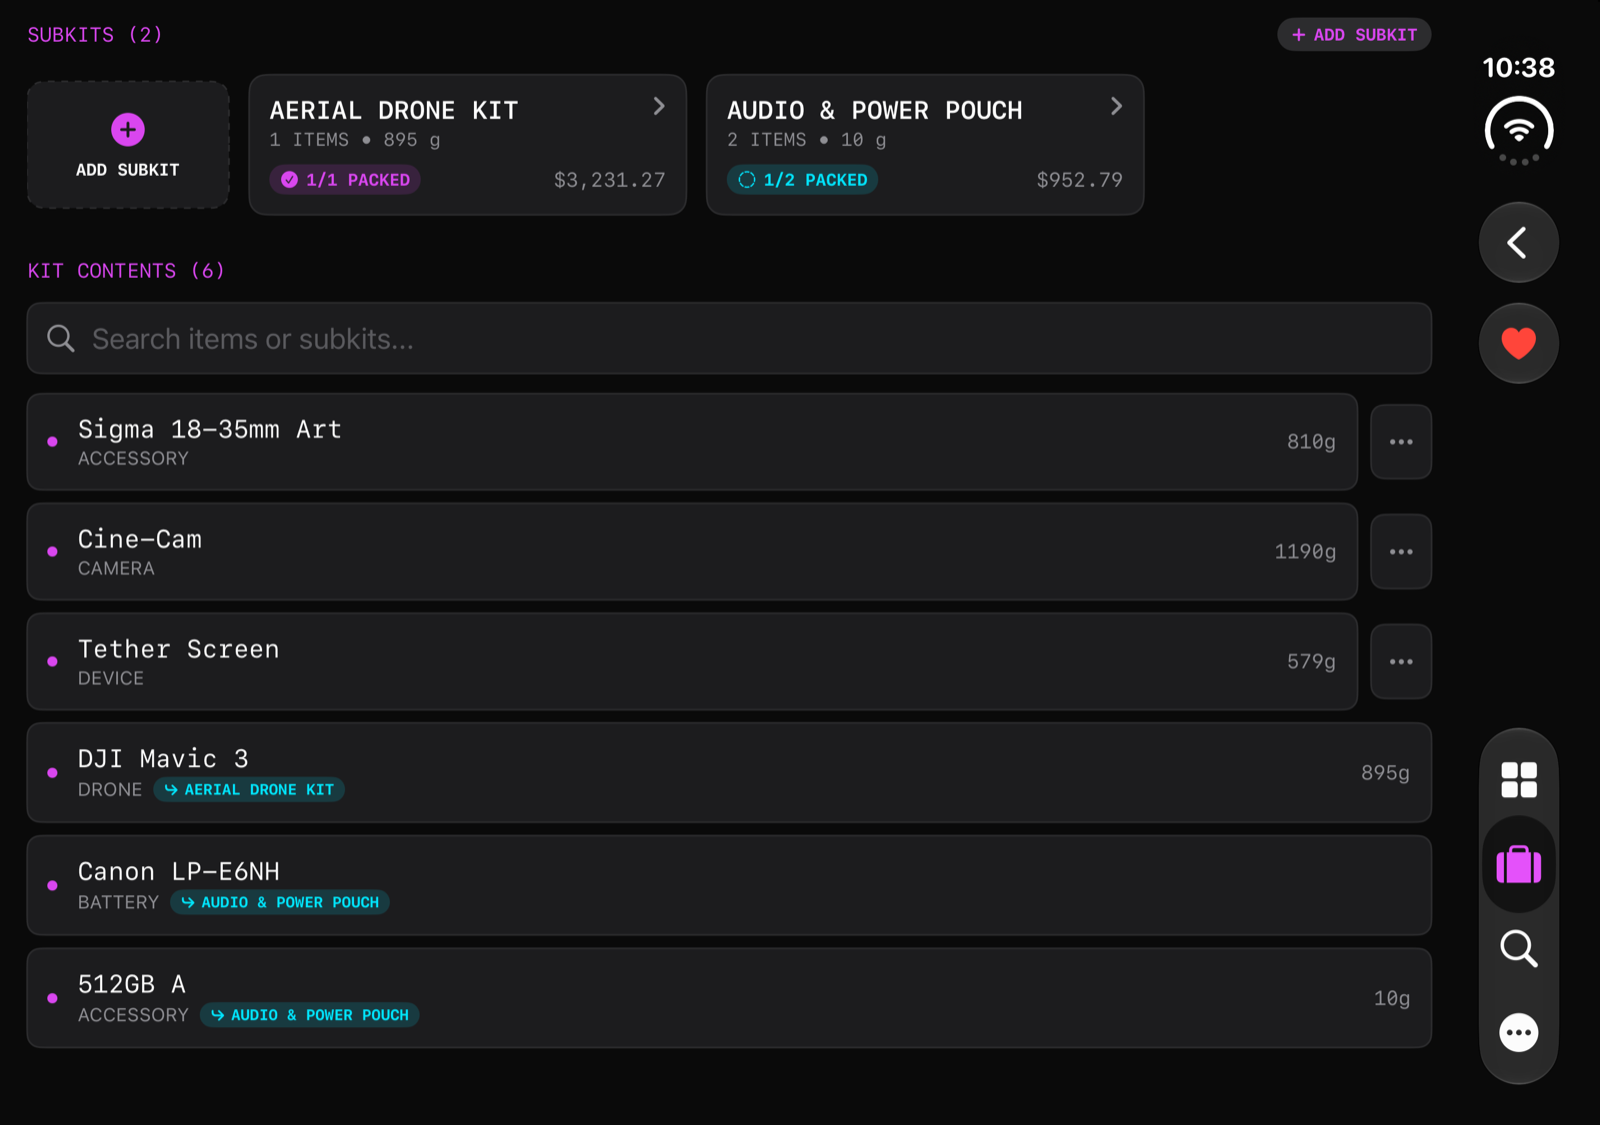 SUBKITS (2)
+ ADD SUBKIT
10:38
ADD SUBKIT
AERIAL DRONE KIT
1 ITEMS • 895 g
1/1 PACKED
$3,231.27
AUDIO & POWER POUCH
2 ITEMS • 10 g
1/2 PACKED
$952.79
KIT CONTENTS (6)
Search items or subkits...
Sigma 18-35mm Art
ACCESSORY
810g
Cine-Cam
CAMERA
1190g
Tether Screen
DEVICE
579g
DJI Mavic 3
DRONE AERIAL DRONE KIT
895g
Canon LP-E6NH
BATTERY AUDIO & POWER POUCH
512GB A
ACCESSORY AUDIO & POWER POUCH
10g